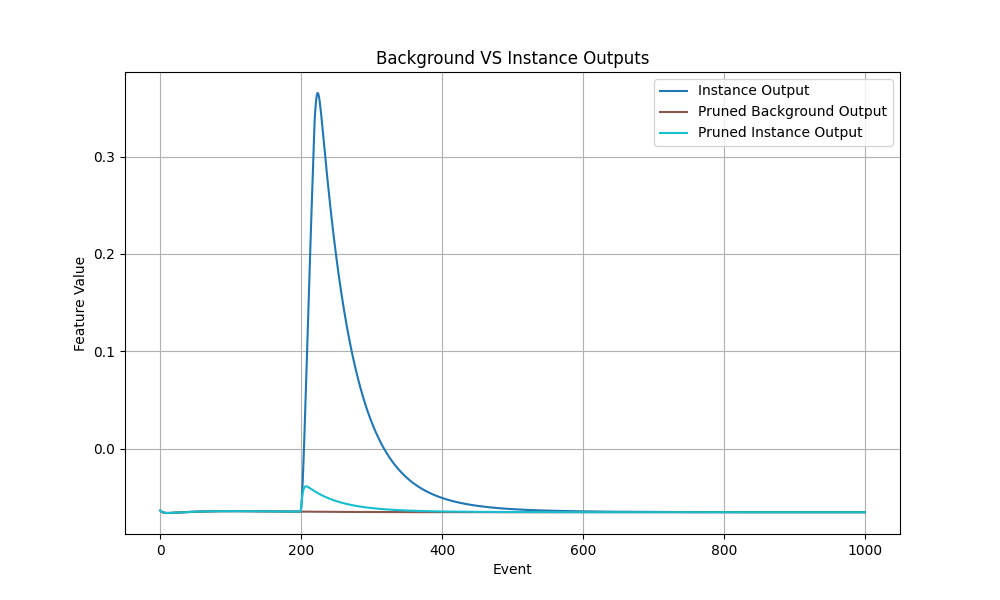 Background VS Instance Outputs
Instance Output
Pruned Background Output
Pruned Instance Output
0.3
0.2
0.1
0.0
Feature Value
0 200 400 600 800 1000
Event